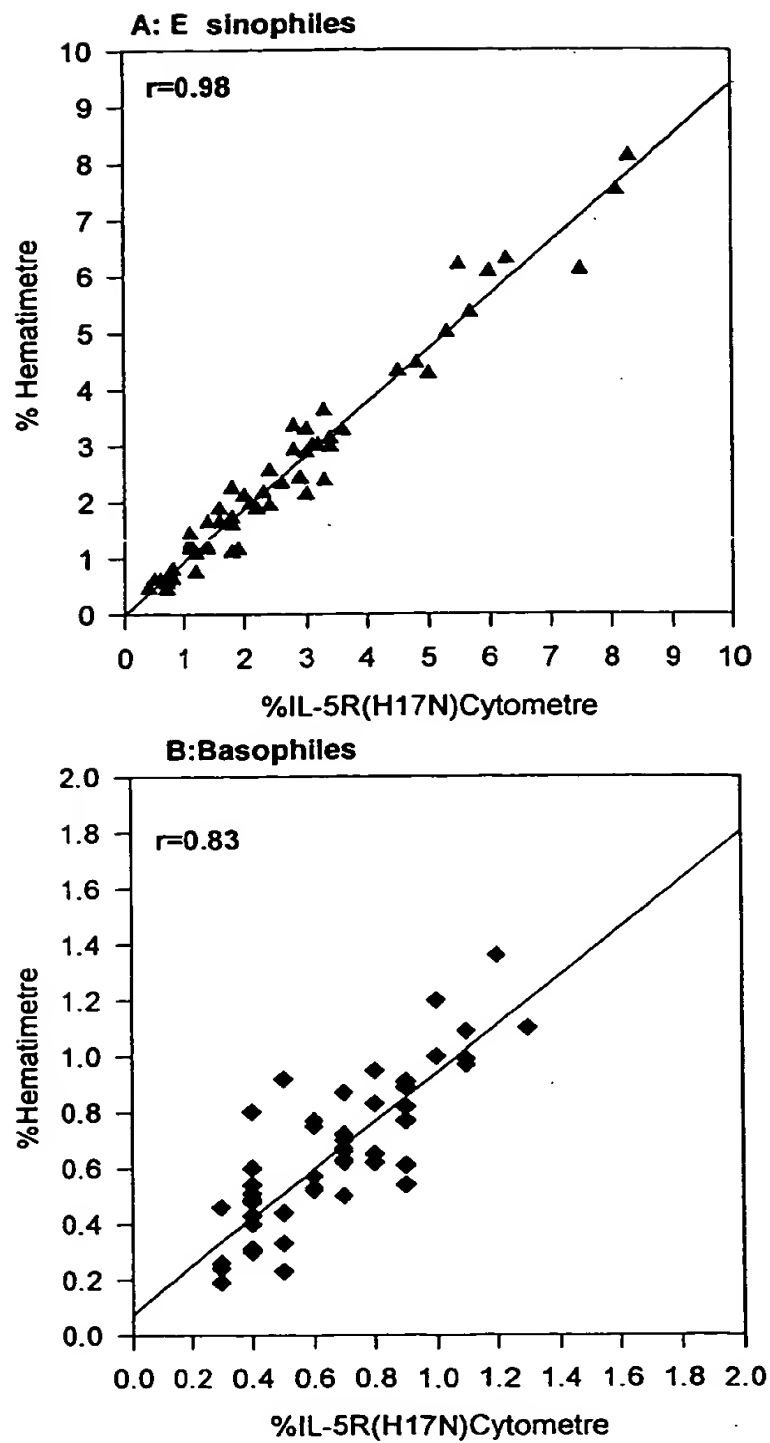 A: E sinophiles
10
r=0.98
9
8
7
6
5
4
3
2
1
0
% Hematimetre
0 1 2 3 4 5 6 7 8 9 10
%IL-5R(H17N)Cytometre
B:Basophiles
2.0
r=0.83
1.8
1.6
1.4
1.2
1.0
0.8
0.6
0.4
0.2
0.0
%Hematimetre
0.0 0.2 0.4 0.6 0.8 1.0 1.2 1.4 1.6 1.8 2.0
%IL-5R(H17N)Cytometre